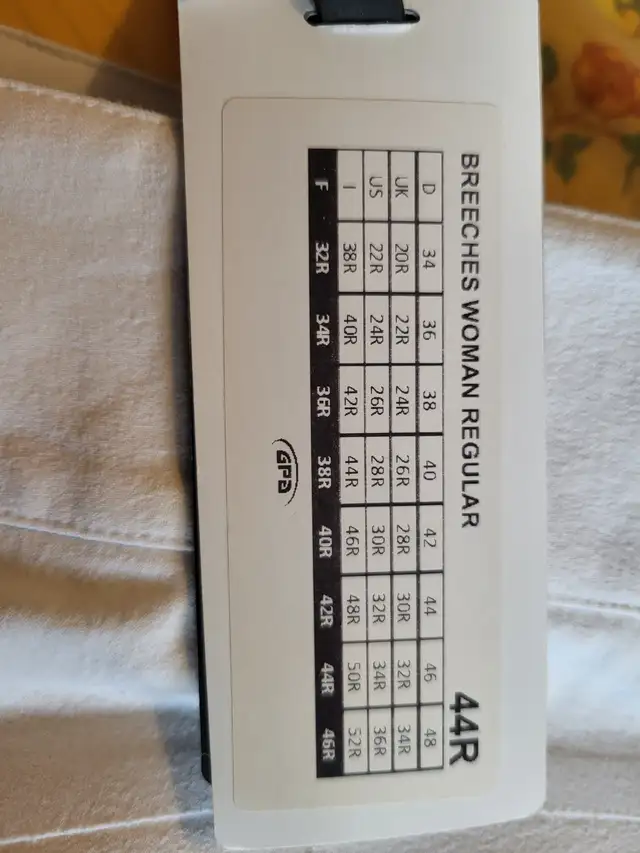 BREECHES WOMAN REGULAR 44R
D 34 36 38 40 42 44 46 48
UK 20R 22R 24R 26R 28R 30R 32R 34R
US 22R 24R 26R 28R 30R 32R 34R 36R
I 38R 40R 42R 44R 46R 48R 50R 52R
F 32R 34R 36R 38R 40R 42R 44R 46R
GPA